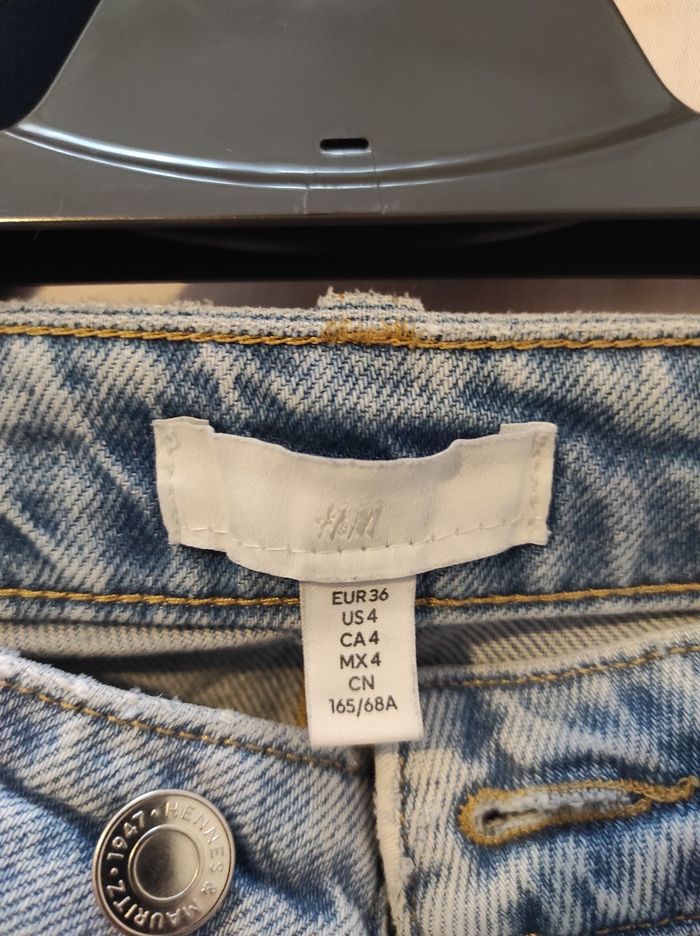 H&M
EUR 36
US 4
CA 4
MX 4
CN
165/68A
· HENNES & MAURITZ · 1947